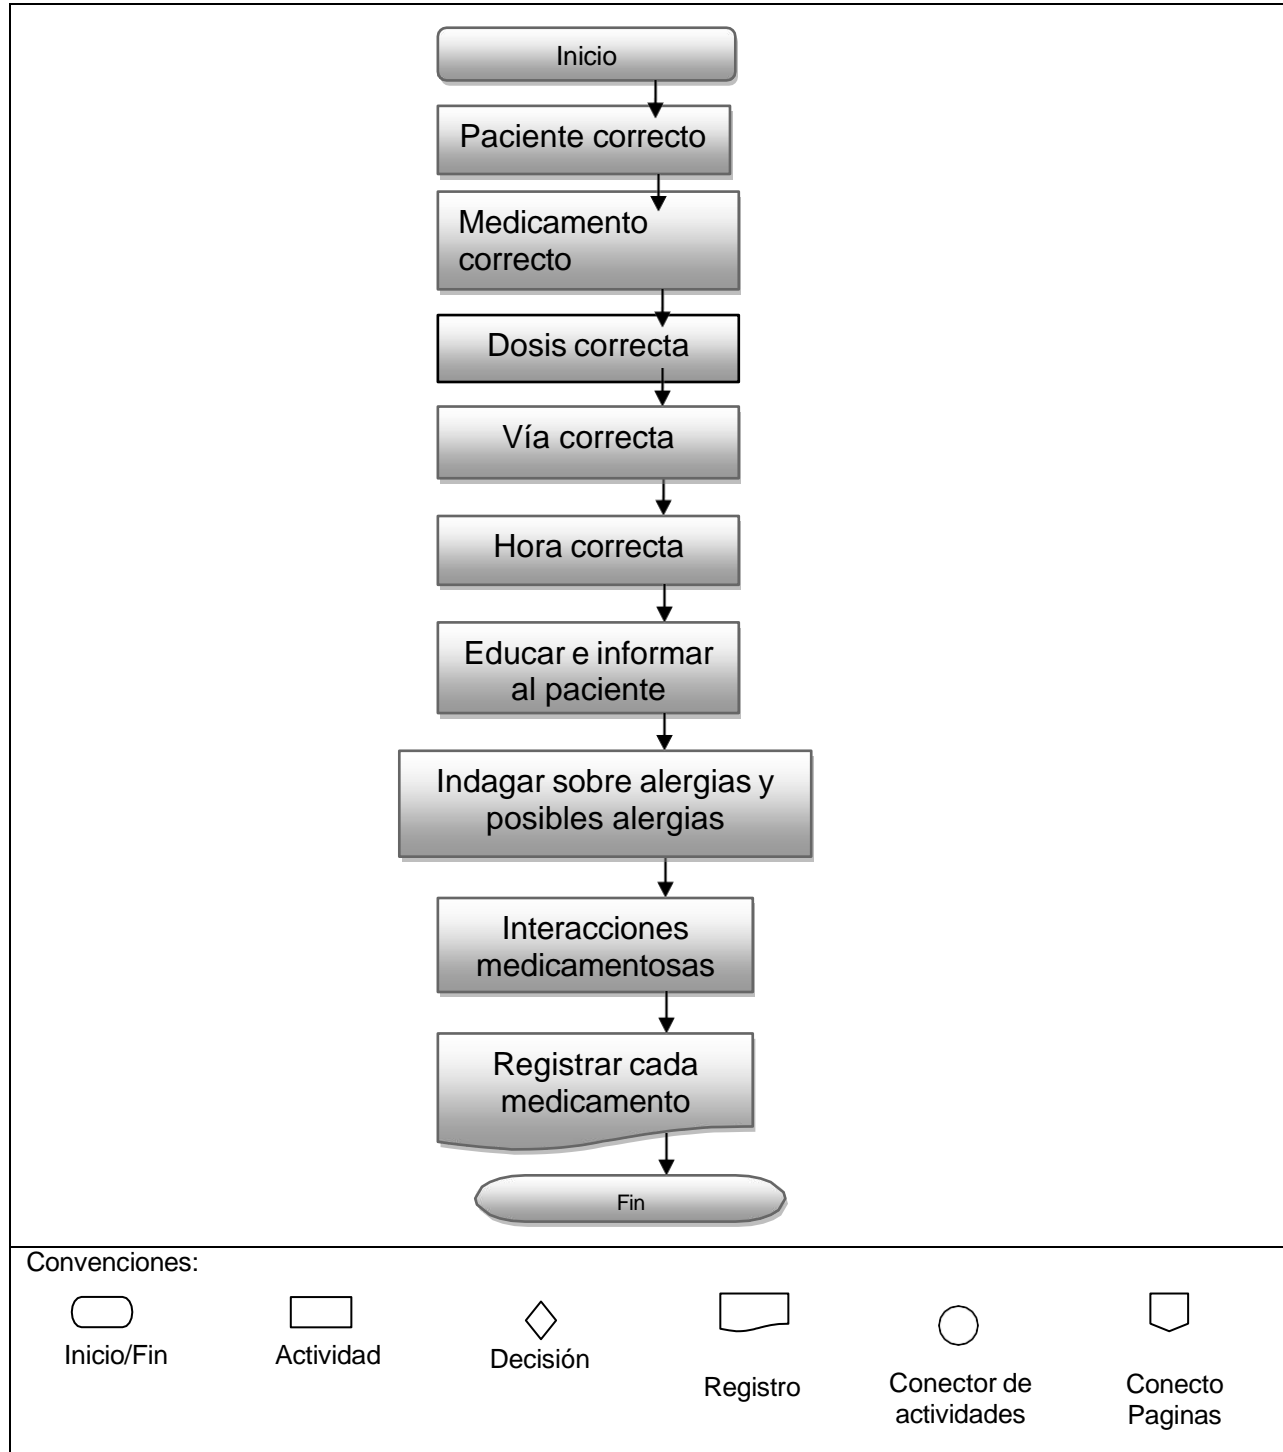 Inicio
Paciente correcto
Medicamento
correcto
Dosis correcta
Vía correcta
Hora correcta
Educar e informar
al paciente
Indagar sobre alergias y
posibles alergias
Interacciones
medicamentosas
Registrar cada
medicamento
Fin
Convenciones:
Inicio/Fin
Actividad
Decisión
Registro
Conector de
actividades
Conecto
Paginas